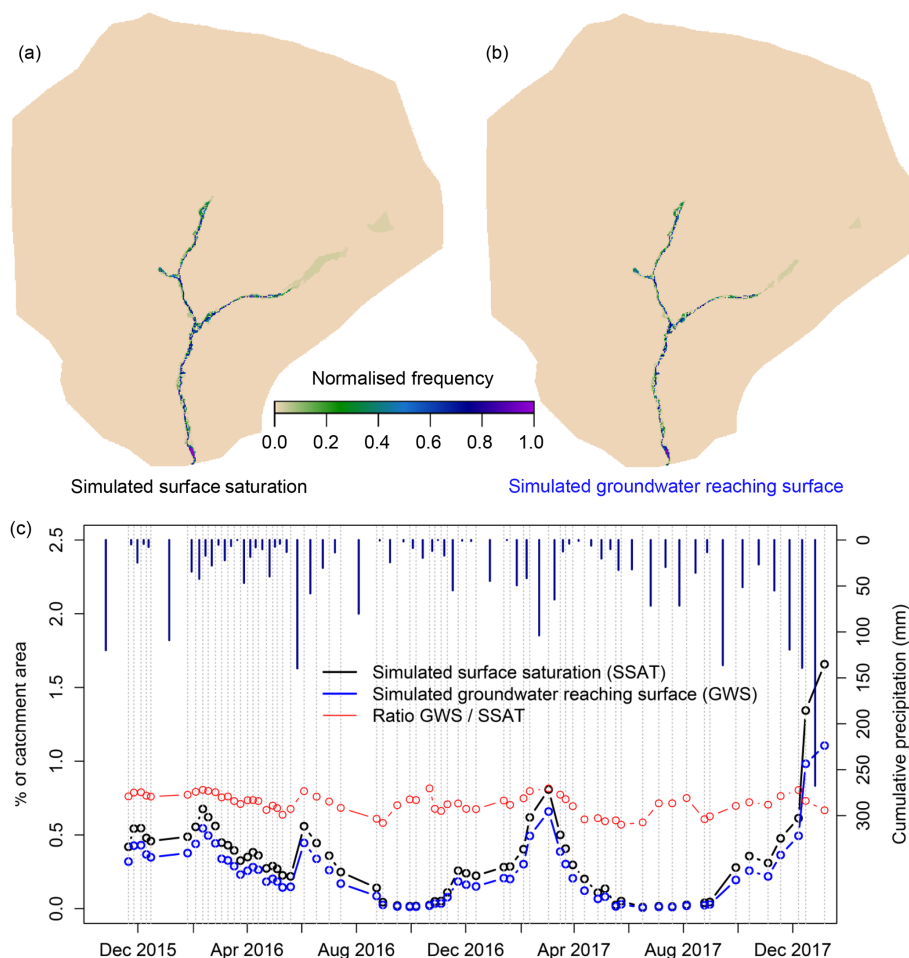 (a)
(b)
Normalised frequency
0.0 0.2 0.4 0.6 0.8 1.0
Simulated surface saturation
Simulated groundwater reaching surface
(c)
% of catchment area
2.5
2.0
1.5
1.0
0.5
0.0
Simulated surface saturation (SSAT)
Simulated groundwater reaching surface (GWS)
Ratio GWS / SSAT
0
50
100
150
200
250
300
Cumulative precipitation (mm)
Dec 2015 Apr 2016 Aug 2016 Dec 2016 Apr 2017 Aug 2017 Dec 2017